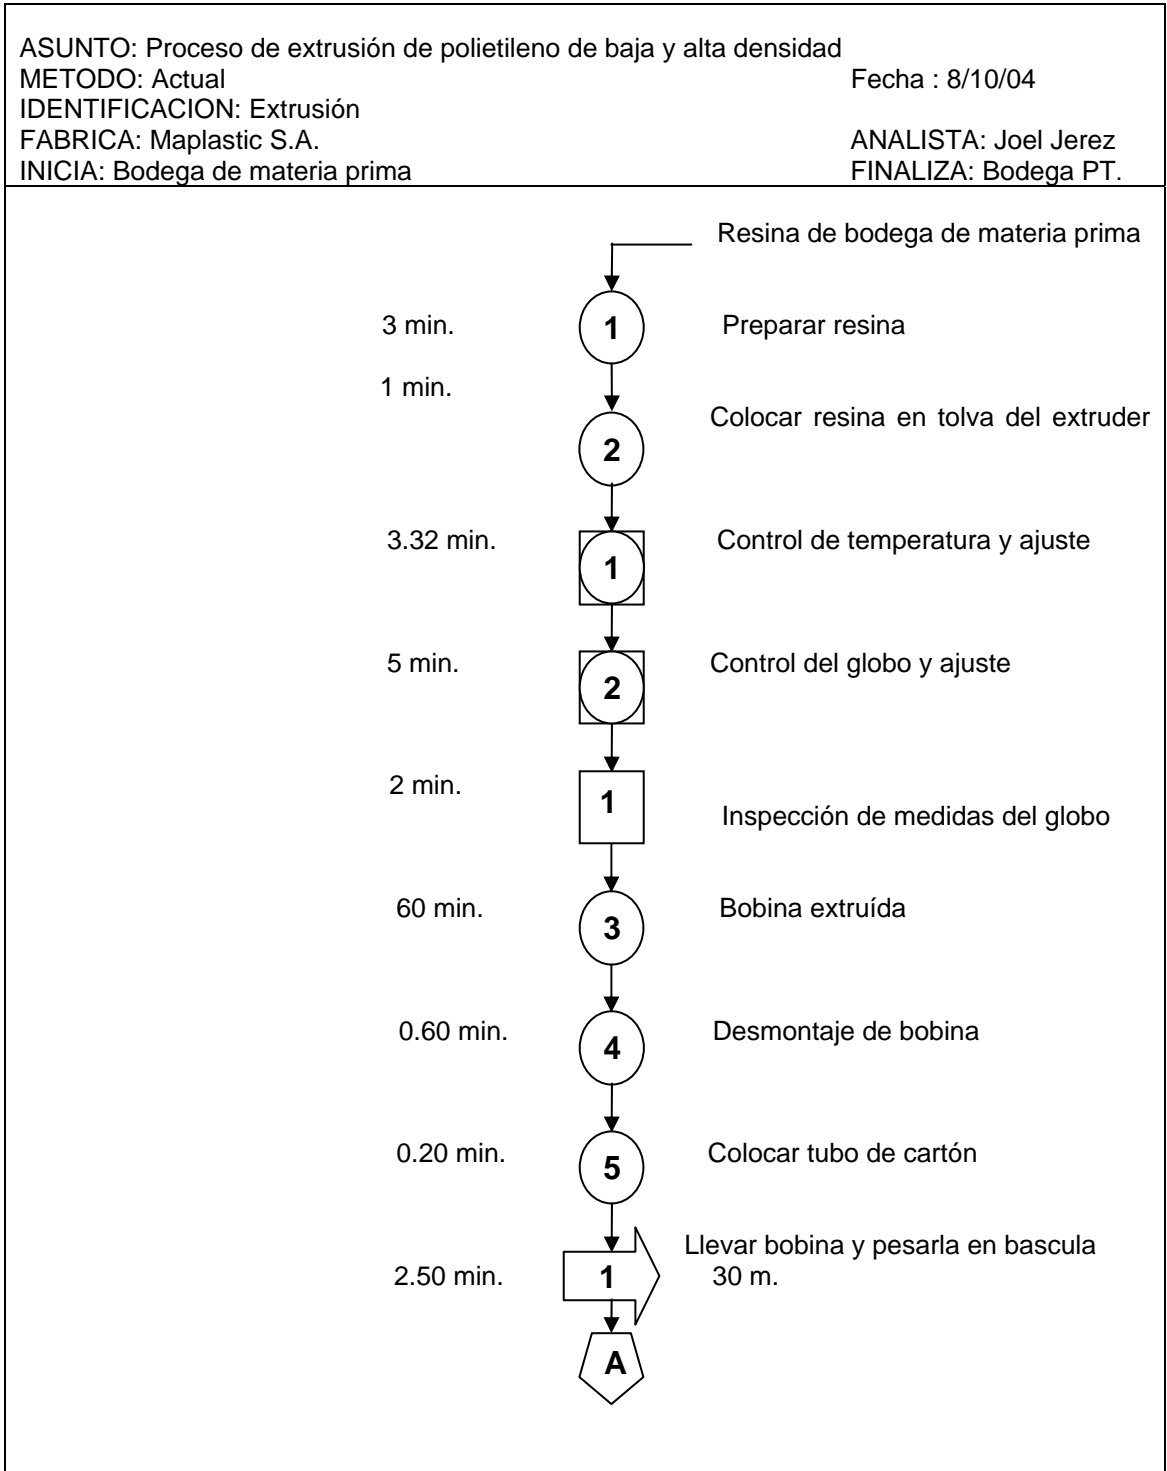 ASUNTO: Proceso de extrusión de polietileno de baja y alta densidad
METODO: Actual Fecha : 8/10/04
IDENTIFICACION: Extrusión
FABRICA: Maplastic S.A. ANALISTA: Joel Jerez
INICIA: Bodega de materia prima FINALIZA: Bodega PT.
Resina de bodega de materia prima
3 min. 1 Preparar resina
1 min.
Colocar resina en tolva del extruder
2
3.32 min. 1 Control de temperatura y ajuste
5 min. 2 Control del globo y ajuste
2 min. 1
Inspección de medidas del globo
60 min. 3 Bobina extruída
0.60 min. 4 Desmontaje de bobina
0.20 min. 5 Colocar tubo de cartón
Llevar bobina y pesarla en bascula
2.50 min. 1 30 m.
A